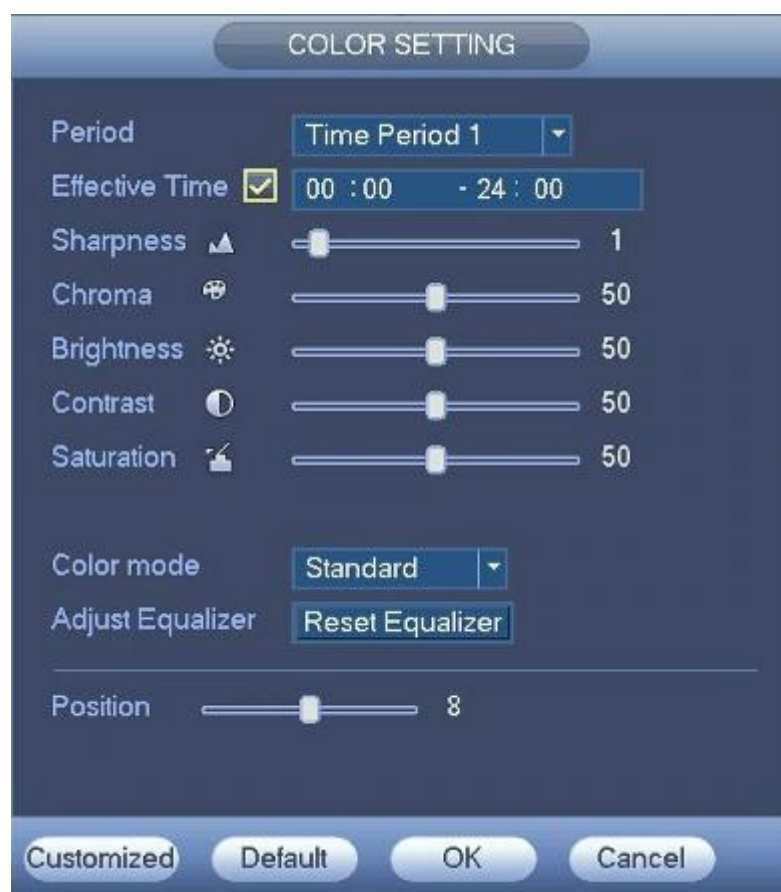 COLOR SETTING
Period Time Period 1
Effective Time 00 :00 - 24 : 00
Sharpness 1
Chroma 50
Brightness 50
Contrast 50
Saturation 50
Color mode Standard
Adjust Equalizer Reset Equalizer
Position 8
Customized Default OK Cancel